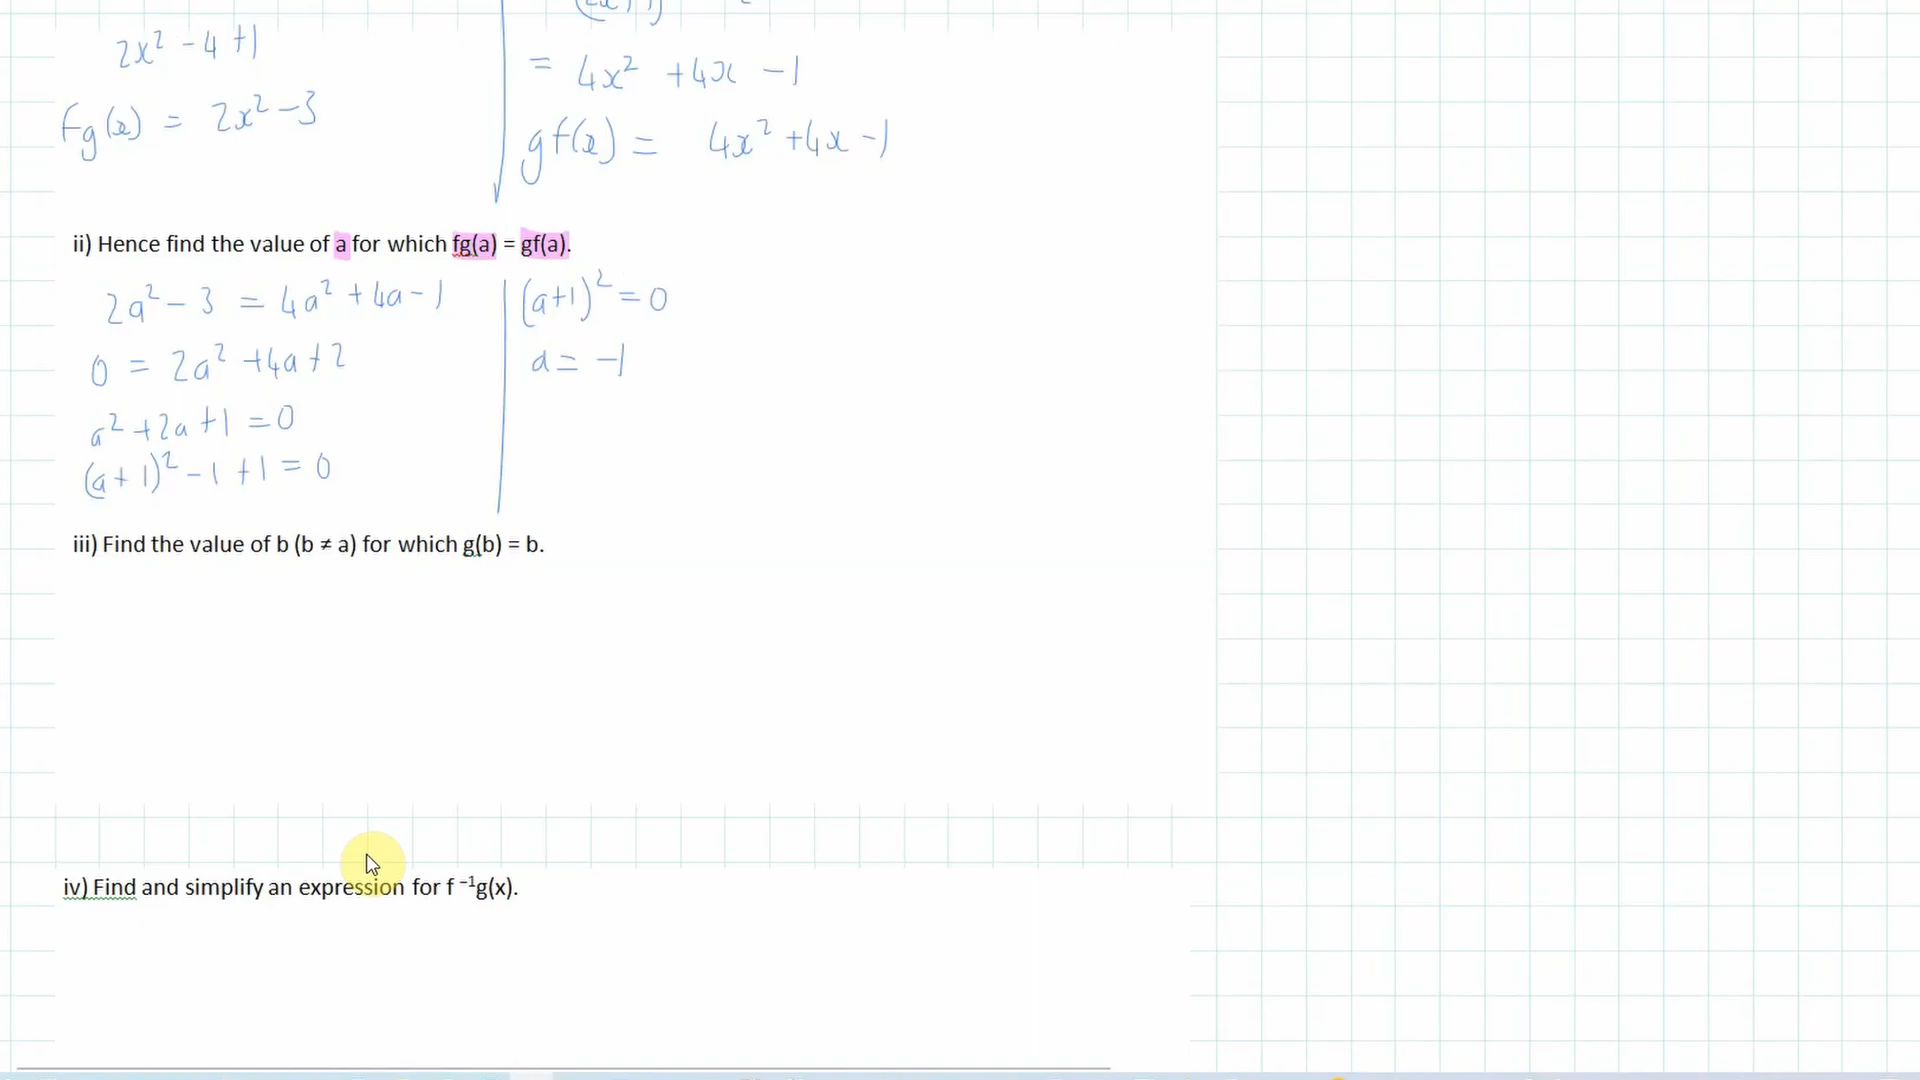 2x² - 4 + 1
Fg(x) = 2x² - 3
= 4x² + 4x - 1
gf(x) = 4x² + 4x - 1
ii) Hence find the value of a for which fg(a) = gf(a).
2a² - 3 = 4a² + 4a - 1
0 = 2a² + 4a + 2
a² + 2a + 1 = 0
(a + 1)² - 1 + 1 = 0
(a+1)² = 0
a = -1
iii) Find the value of b (b ≠ a) for which g(b) = b.
iv) Find and simplify an expression for f ⁻¹g(x).